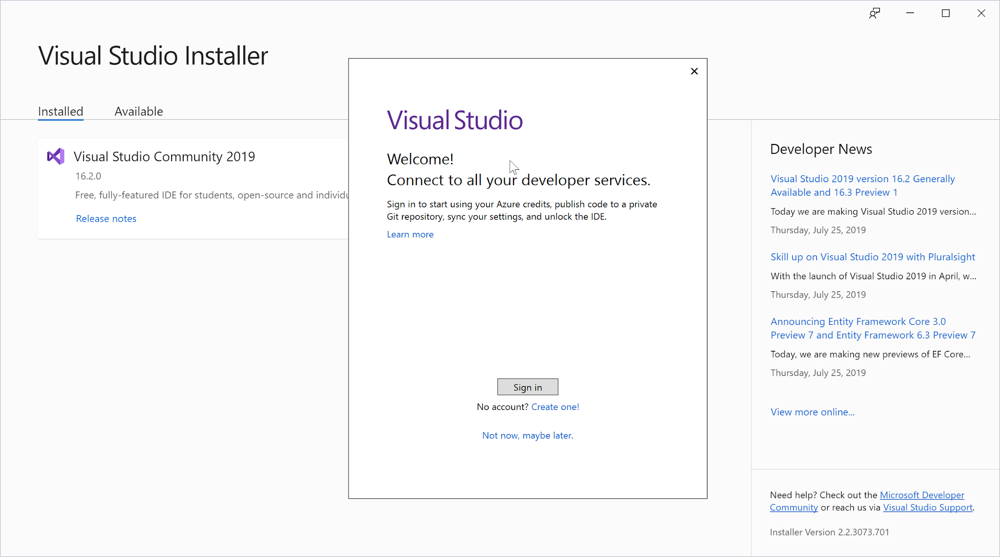 Visual Studio Installer
Installed
Available
Visual Studio Community 2019
16.2.0
Free, fully-featured IDE for students, open-source and
Release notes
Visual Studio
Welcome!
Connect to all your developer services.
Sign in to start using your Azure credits, publish code to a private
Git repository, sync your settings, and unlock the IDE.
Learn more
Sign in
No account? Create one!
Not now, maybe later.
Developer News
Visual Studio 2019 version 16.2 Generally
Available and 16.3 Preview 1
Today we are making Visual Studio 2019 version...
Thursday, July 25, 2019
Skill up on Visual Studio 2019 with Pluralsight
With the launch of Visual Studio 2019 in April, w...
Thursday, July 25, 2019
Announcing Entity Framework Core 3.0
Preview 7 and Entity Framework 6.3 Preview 7
Today, we are making new previews of EF Core...
Thursday, July 25, 2019
View more online...
Need help? Check out the Microsoft Developer
Community or reach us via Visual Studio Support.
Installer Version 2.2.3073.701